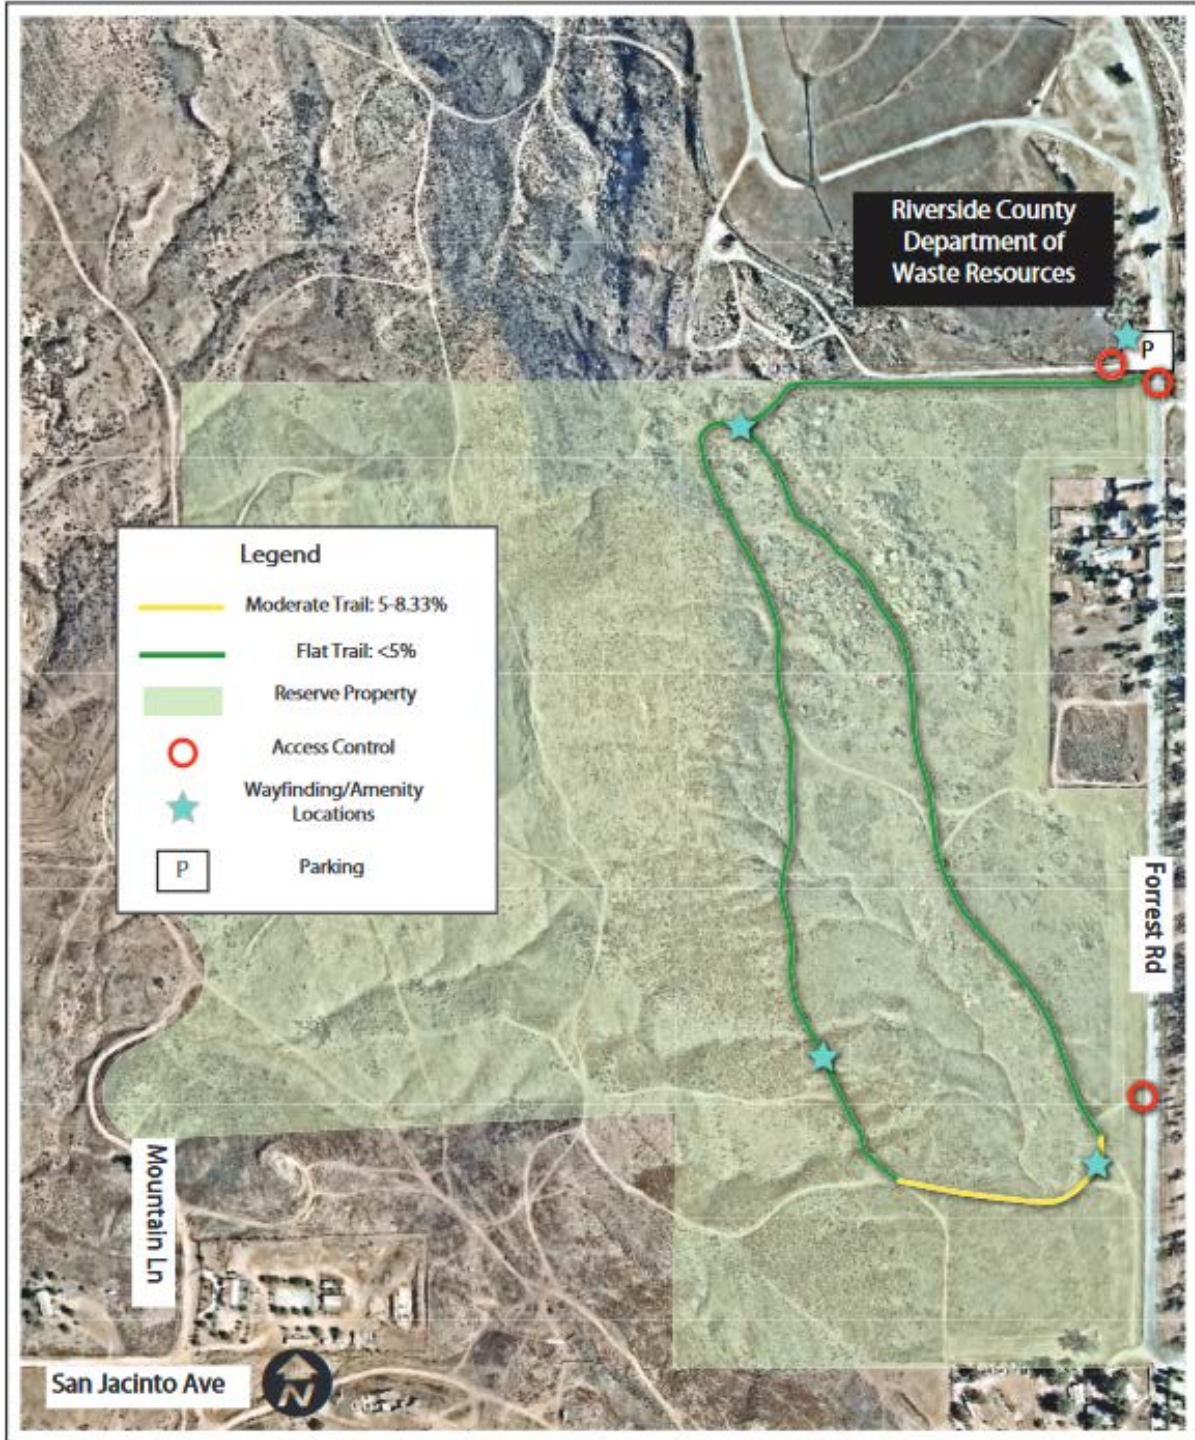 Riverside County
Department of
Waste Resources
P
Legend
Moderate Trail: 5-8.33%
Flat Trail: <5%
Reserve Property
Access Control
Wayfinding/Amenity
Locations
P
Parking
Forrest Rd
Mountain Ln
San Jacinto Ave
N